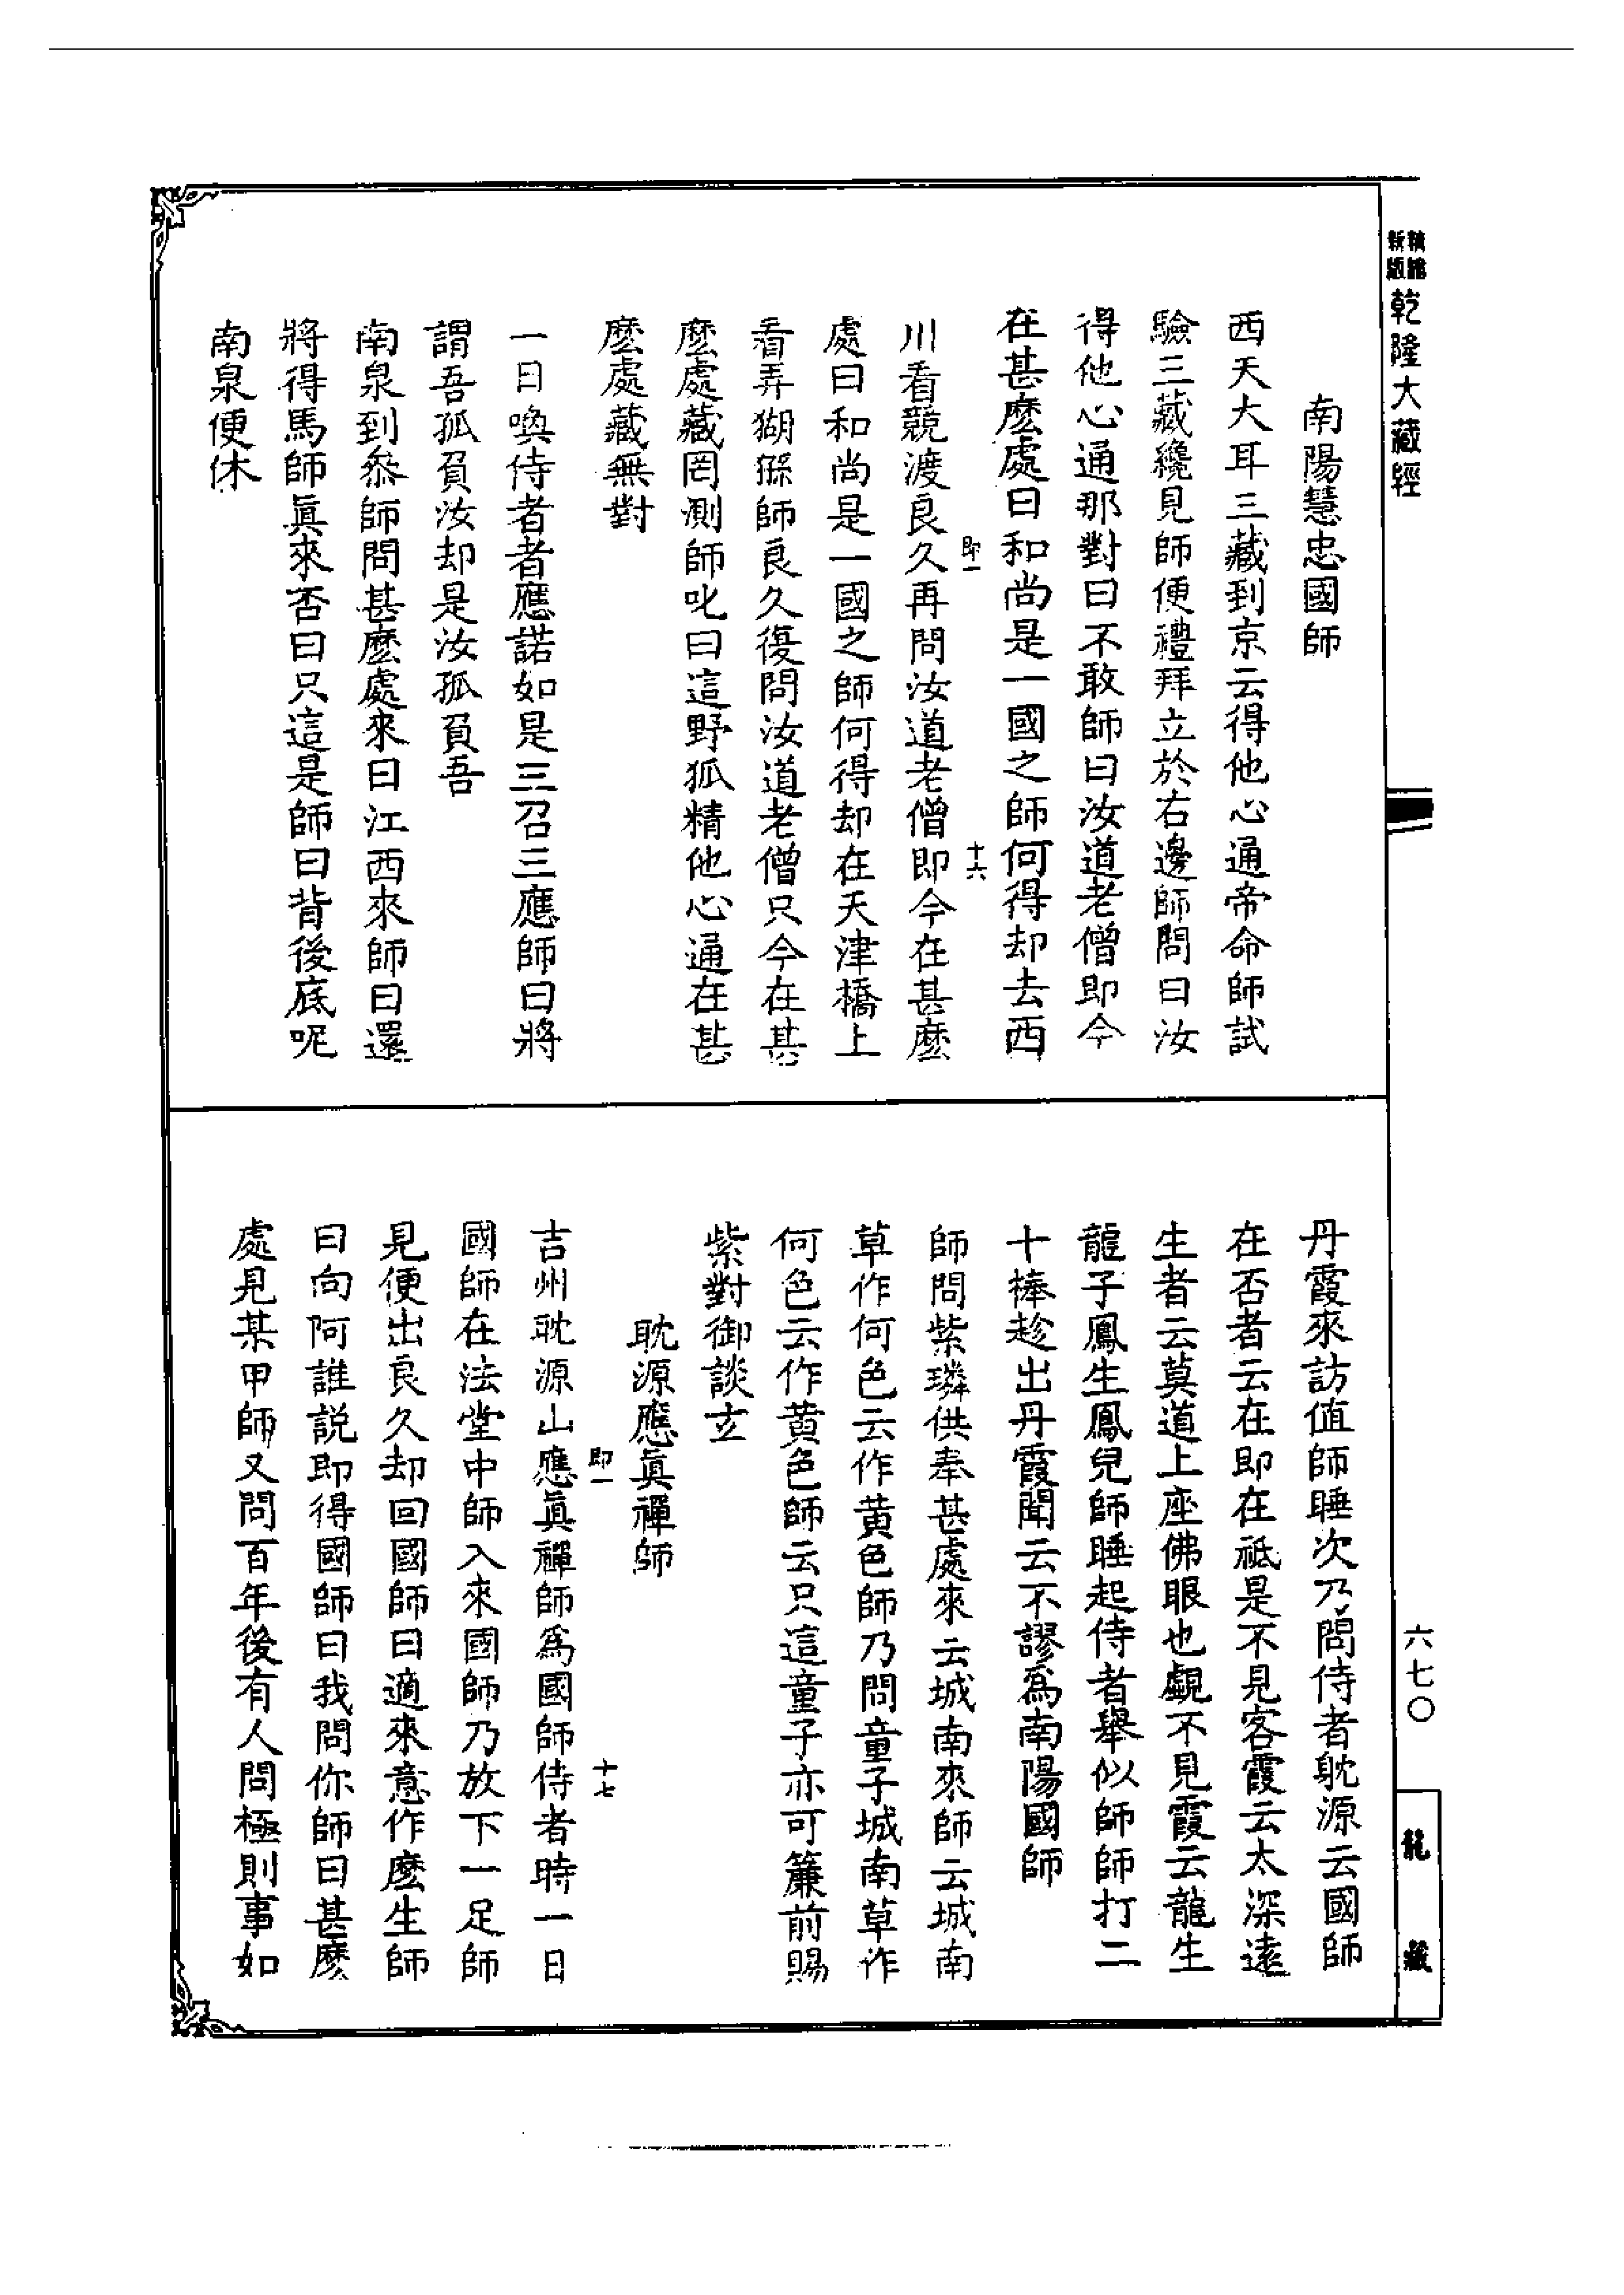 乾隆大藏經
南陽慧忠國師
西天大耳三藏到京云得他心通帝命師試
驗三藏纔見師便禮拜立於右邊師問曰汝
得他心通那對曰不敢師曰汝道老僧即今
在甚麽處曰和尚是一國之師何得却去西
即一 十六
川看競渡良久再問汝道老僧即今在甚麽
處曰和尚是一國之師何得却在天津橋上
看弄猢猻師良久復問汝道老僧只今在甚
麽處藏罔測師叱曰這野狐精他心通在甚
麽處藏無對
一日喚侍者者應諾如是三召三應師曰將
謂吾孤負汝却是汝孤負吾
南泉到叅師問甚麽處來曰江西來師曰還
將得馬師眞來否曰只這是師曰背後底呢
南泉便休
丹霞來訪值師睡次乃問侍者躭源云國師
在否者云在即在祇是不見客霞云太深遠
生者云莫道上座佛眼也覰不見霞云龍生
龍子鳳生鳳兒師睡起侍者舉似師師打二
十棒趁出丹霞聞云不謬爲南陽國師
師問紫璘供奉甚處來云城南來師云城南
草作何色云作黃色師乃問童子城南草作
何色云作黃色師云只這童子亦可簾前賜
紫對御談玄
耽源應眞禪師
即一 十七
吉州耽源山應眞禪師爲國師侍者時一日
國師在法堂中師入來國師乃放下一足師
見便出良久却回國師曰適來意作麽生師
曰向阿誰説即得國師曰我問你師曰甚麽
處見某甲師又問百年後有人問極則事如
六七〇
龍藏